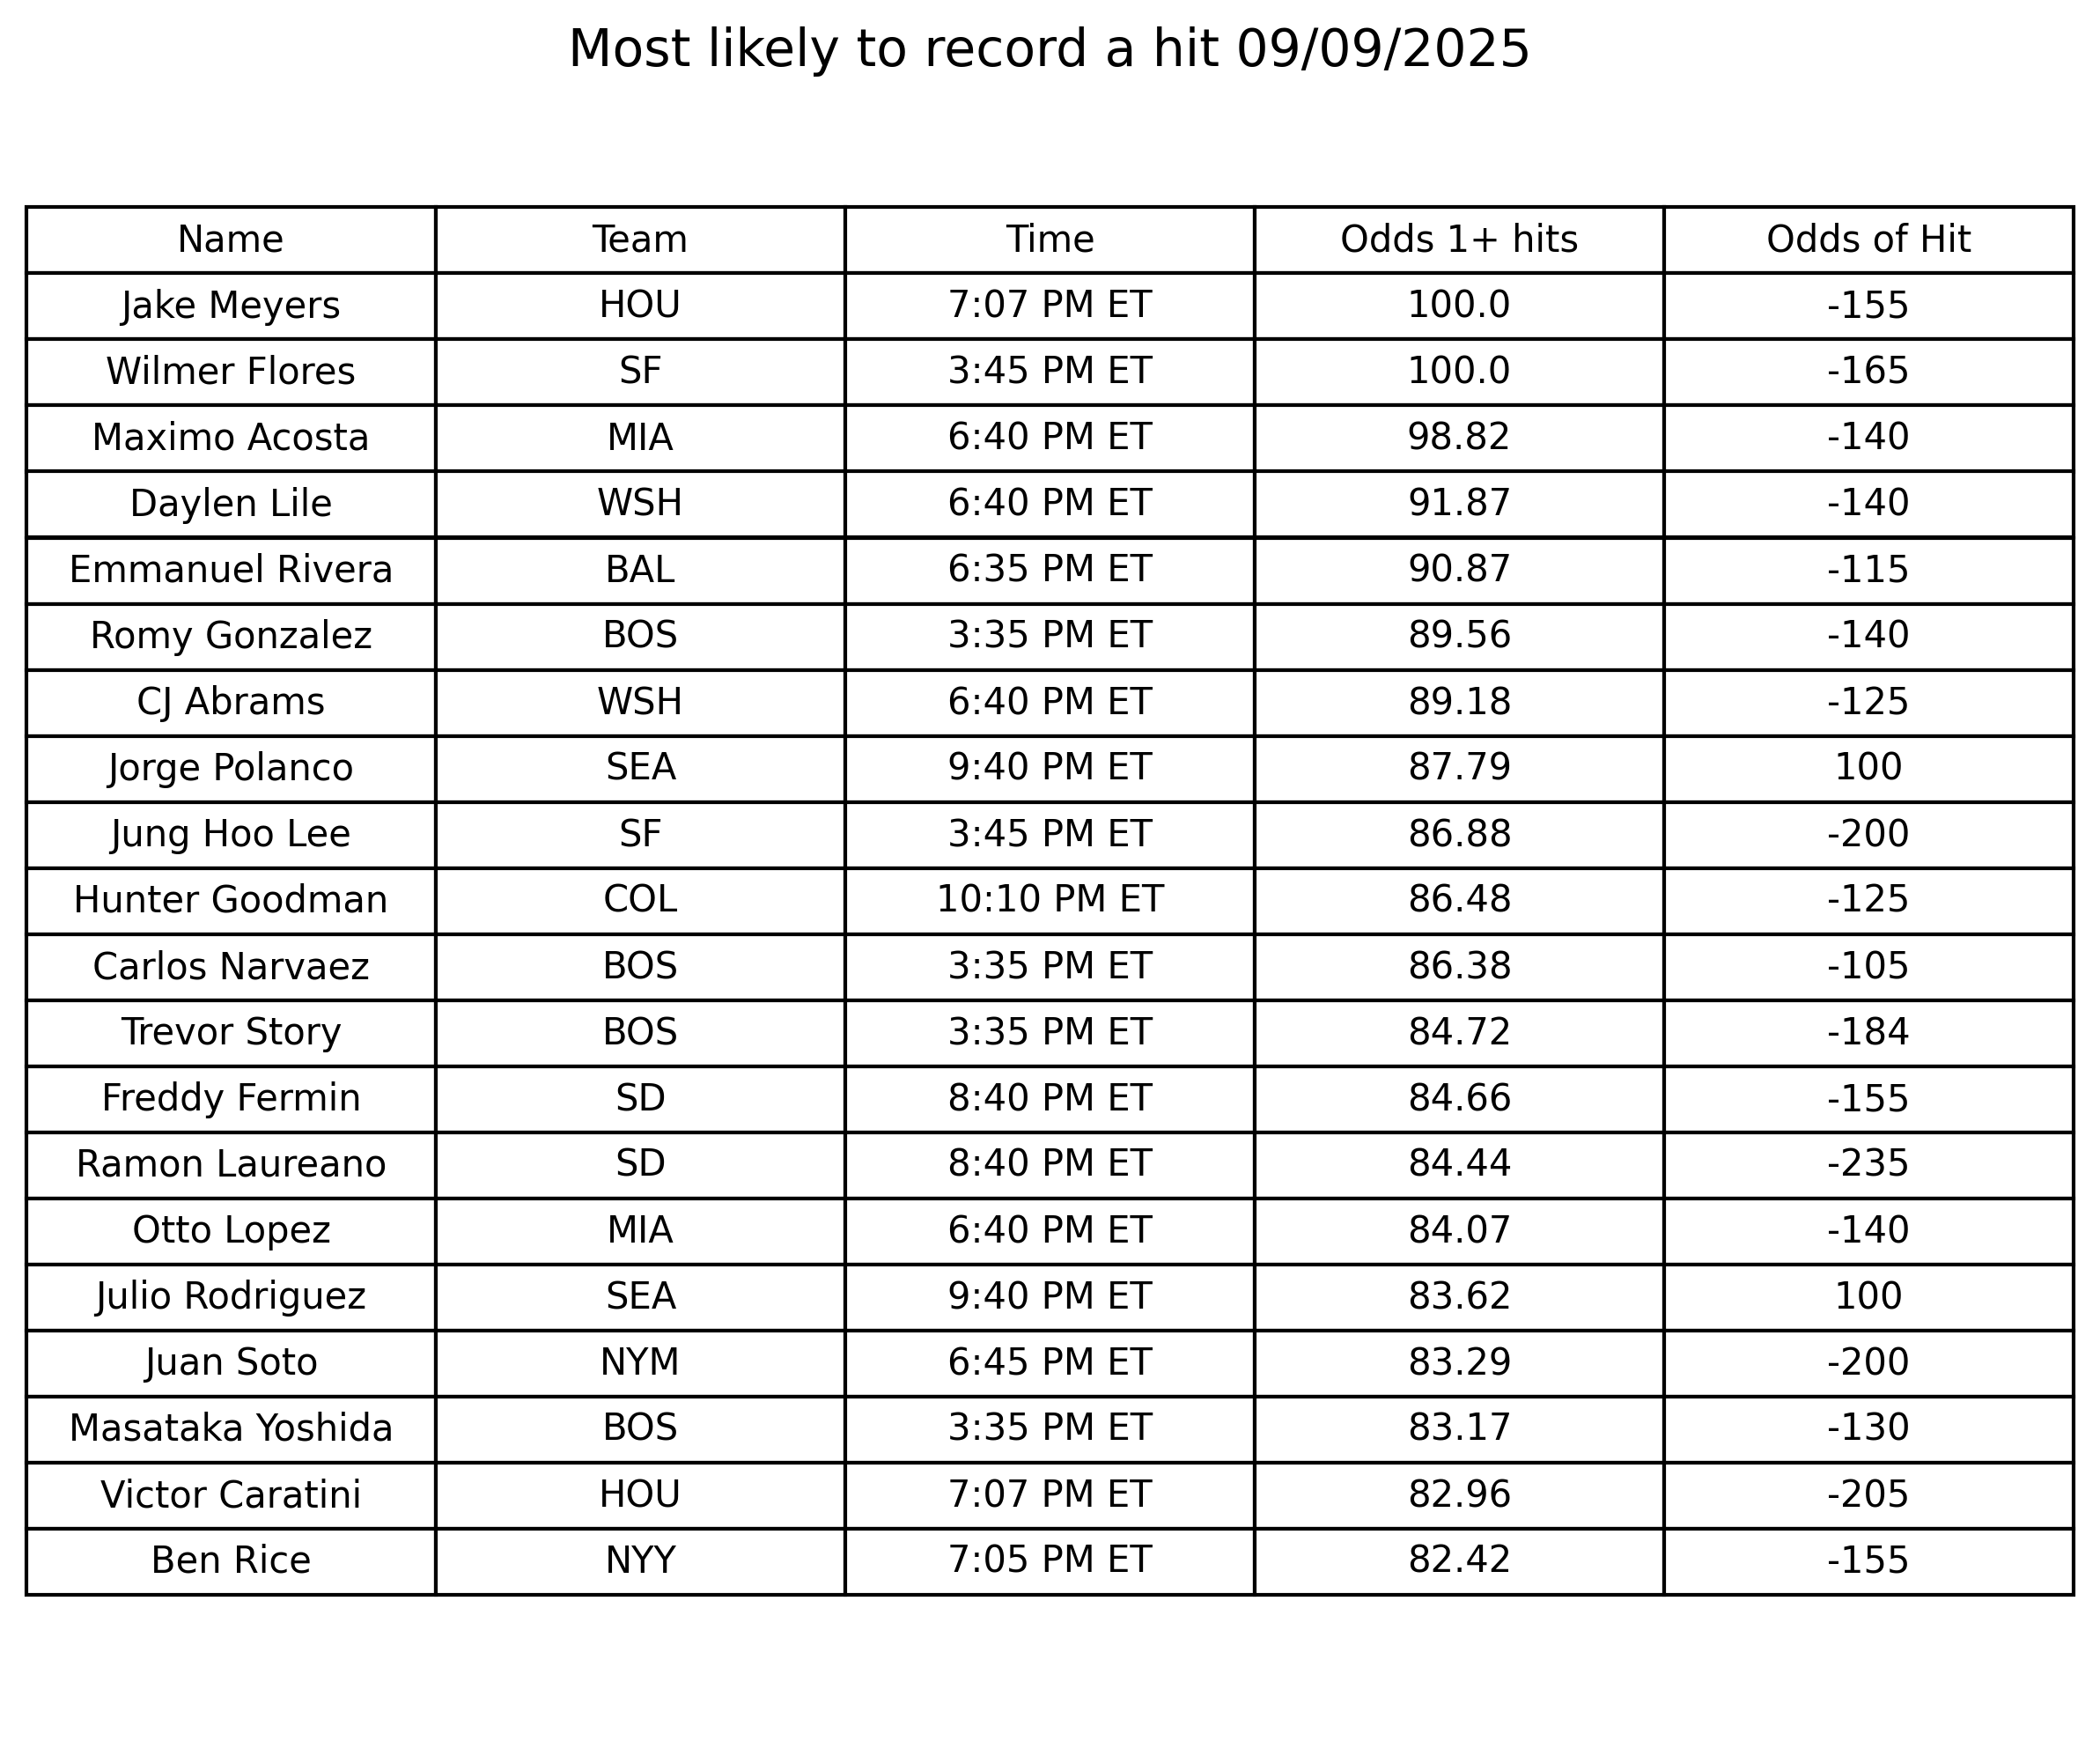 Most likely to record a hit 09/09/2025
Name Team Time Odds 1+ hits Odds of Hit
Jake Meyers HOU 7:07 PM ET 100.0 -155
Wilmer Flores SF 3:45 PM ET 100.0 -165
Maximo Acosta MIA 6:40 PM ET 98.82 -140
Daylen Lile WSH 6:40 PM ET 91.87 -140
Emmanuel Rivera BAL 6:35 PM ET 90.87 -115
Romy Gonzalez BOS 3:35 PM ET 89.56 -140
CJ Abrams WSH 6:40 PM ET 89.18 -125
Jorge Polanco SEA 9:40 PM ET 87.79 100
Jung Hoo Lee SF 3:45 PM ET 86.88 -200
Hunter Goodman COL 10:10 PM ET 86.48 -125
Carlos Narvaez BOS 3:35 PM ET 86.38 -105
Trevor Story BOS 3:35 PM ET 84.72 -184
Freddy Fermin SD 8:40 PM ET 84.66 -155
Ramon Laureano SD 8:40 PM ET 84.44 -235
Otto Lopez MIA 6:40 PM ET 84.07 -140
Julio Rodriguez SEA 9:40 PM ET 83.62 100
Juan Soto NYM 6:45 PM ET 83.29 -200
Masataka Yoshida BOS 3:35 PM ET 83.17 -130
Victor Caratini HOU 7:07 PM ET 82.96 -205
Ben Rice NYY 7:05 PM ET 82.42 -155